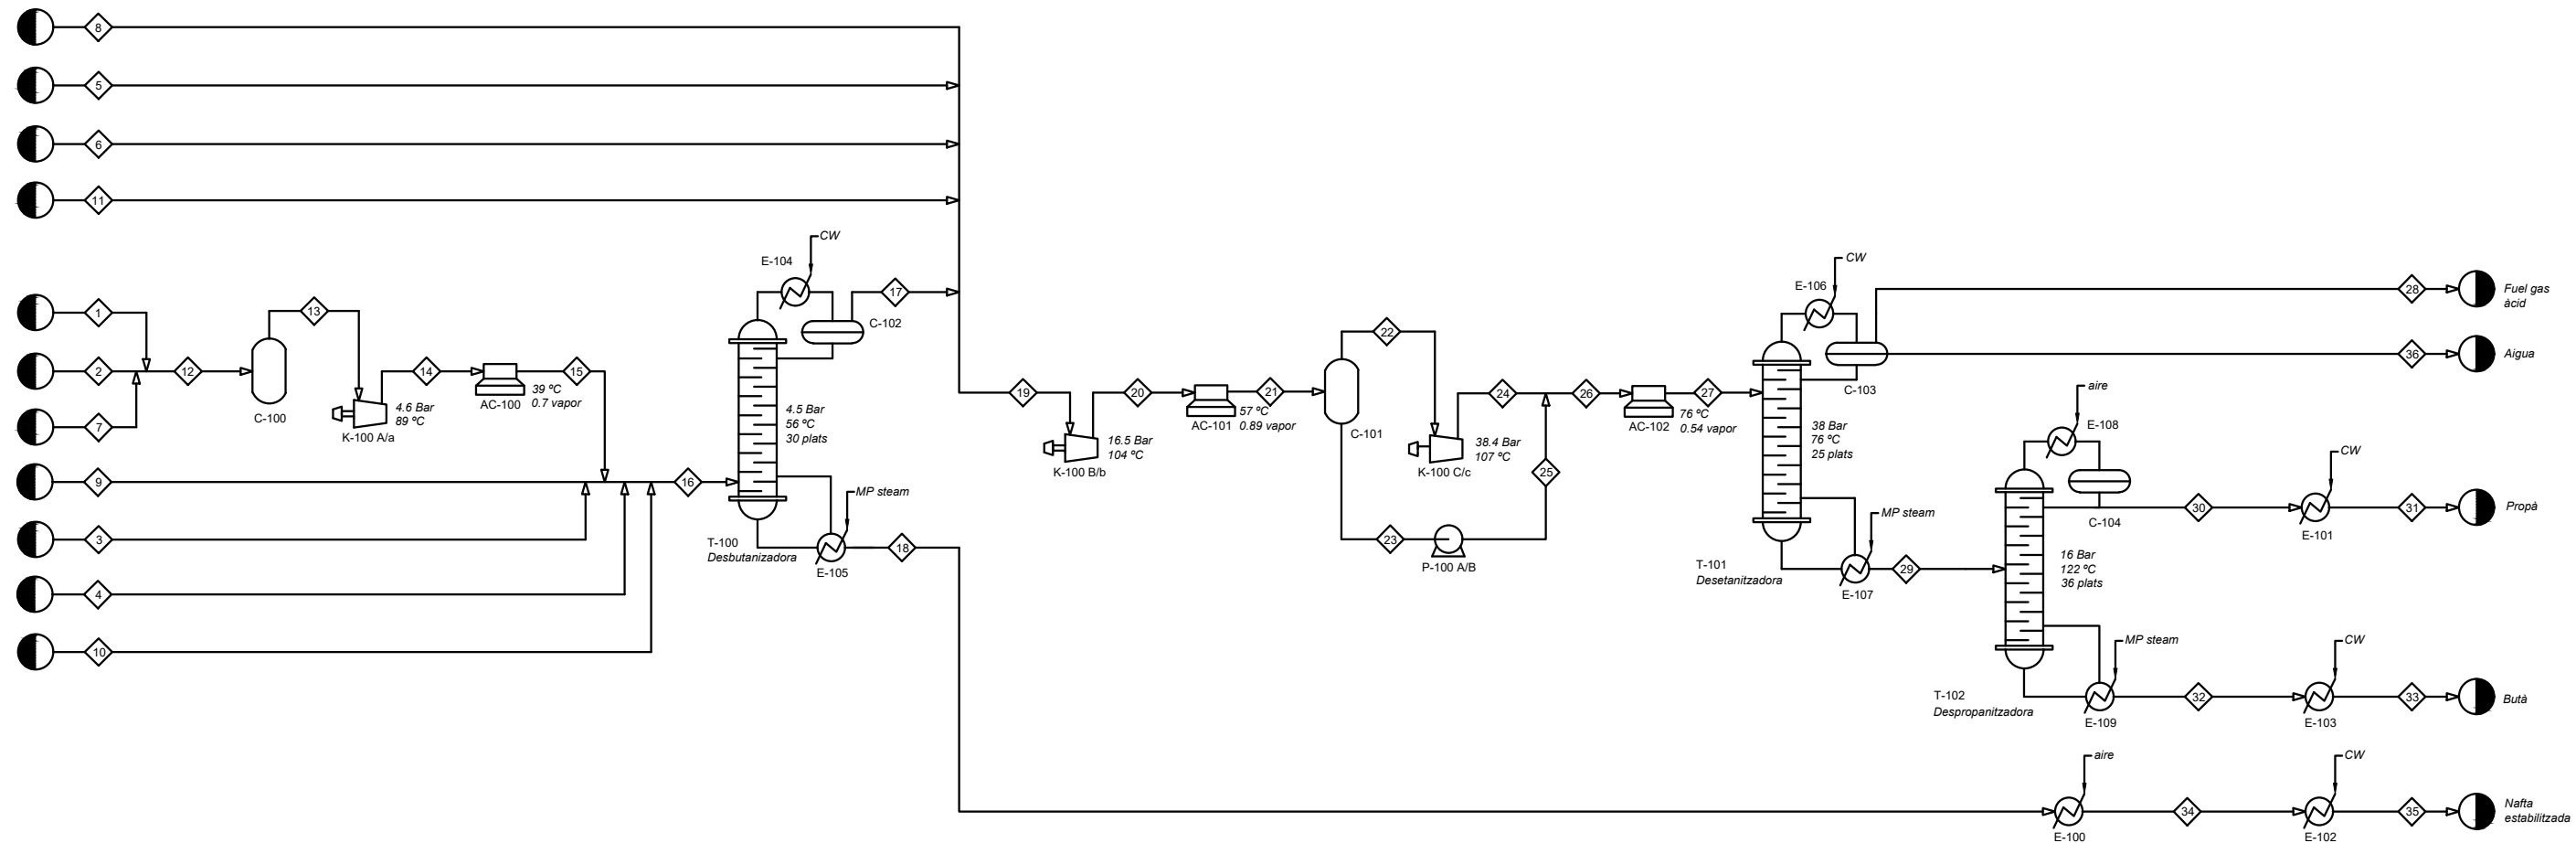 8
5
6
11
1
2
7
9
3
4
10
12
C-100
13
K-100 A/a
4.6 Bar
89 ºC
14
AC-100
39 ºC
0.7 vapor
15
16
E-104
CW
C-102
17
4.5 Bar
56 ºC
30 plats
T-100
Desbutanizadora
MP steam
E-105
18
19
K-100 B/b
16.5 Bar
104 ºC
20
AC-101
57 ºC
0.89 vapor
21
C-101
22
23
P-100 A/B
K-100 C/c
38.4 Bar
107 ºC
24
25
26
AC-102
76 ºC
0.54 vapor
27
E-106
CW
C-103
38 Bar
76 ºC
25 plats
T-101
Desetanitzadora
MP steam
E-107
29
28
Fuel gas
àcid
36
Aigua
aire
E-108
C-104
16 Bar
122 ºC
36 plats
T-102
Despropanitzadora
MP steam
E-109
30
CW
E-101
31
Propà
32
CW
E-103
33
Butà
aire
E-100
34
CW
E-102
35
Nafta
estabilitzada